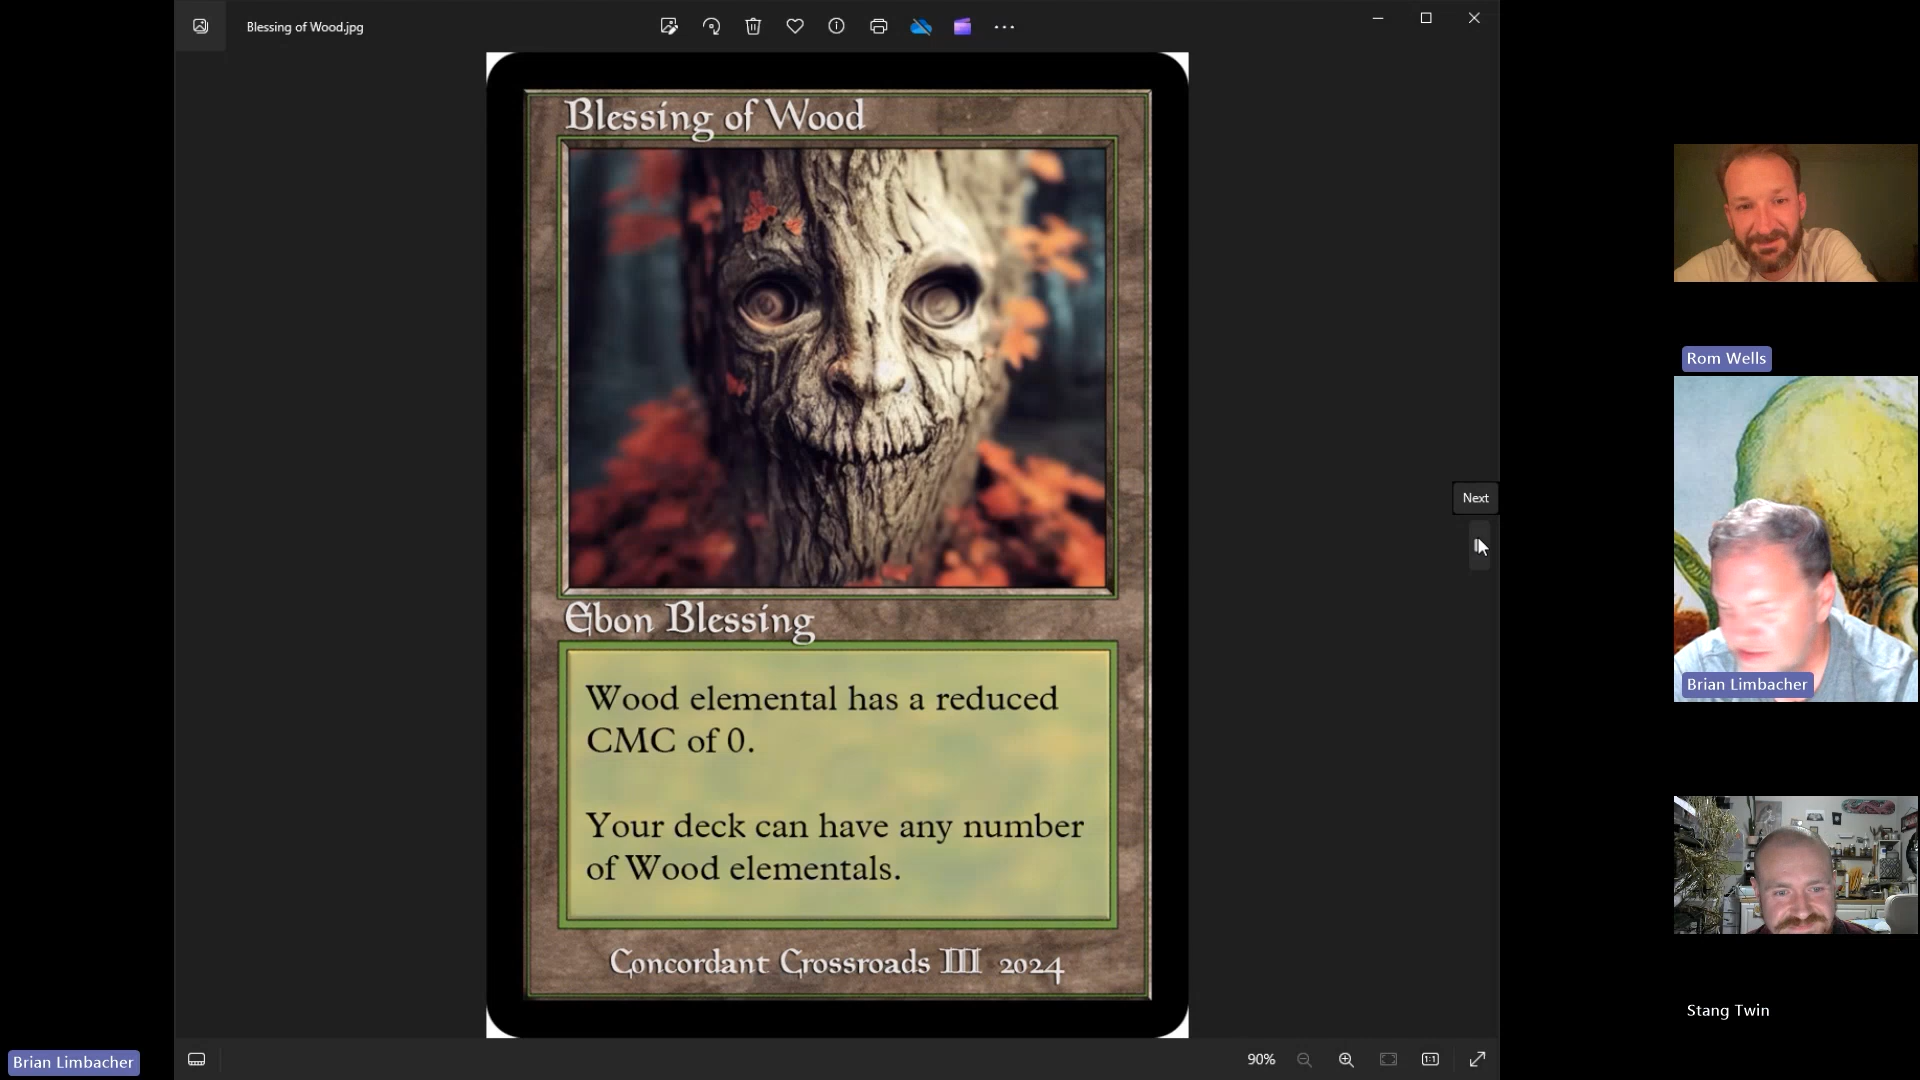 Blessing of Wood.jpg
Blessing of Wood
Ebon Blessing
Wood elemental has a reduced
CMC of 0.
Your deck can have any number
of Wood elementals.
Concordant Crossroads III 2024
Next
90%
1:1
Rom Wells
Brian Limbacher
Stang Twin
Brian Limbacher